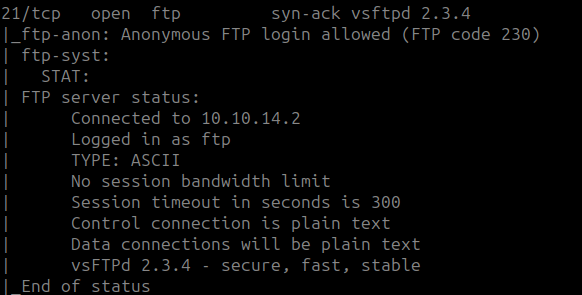 21/tcp   open  ftp         syn-ack vsftpd 2.3.4
|_ftp-anon: Anonymous FTP login allowed (FTP code 230)
| ftp-syst:
|   STAT:
| FTP server status:
|      Connected to 10.10.14.2
|      Logged in as ftp
|      TYPE: ASCII
|      No session bandwidth limit
|      Session timeout in seconds is 300
|      Control connection is plain text
|      Data connections will be plain text
|      vsFTPd 2.3.4 - secure, fast, stable
|_End of status